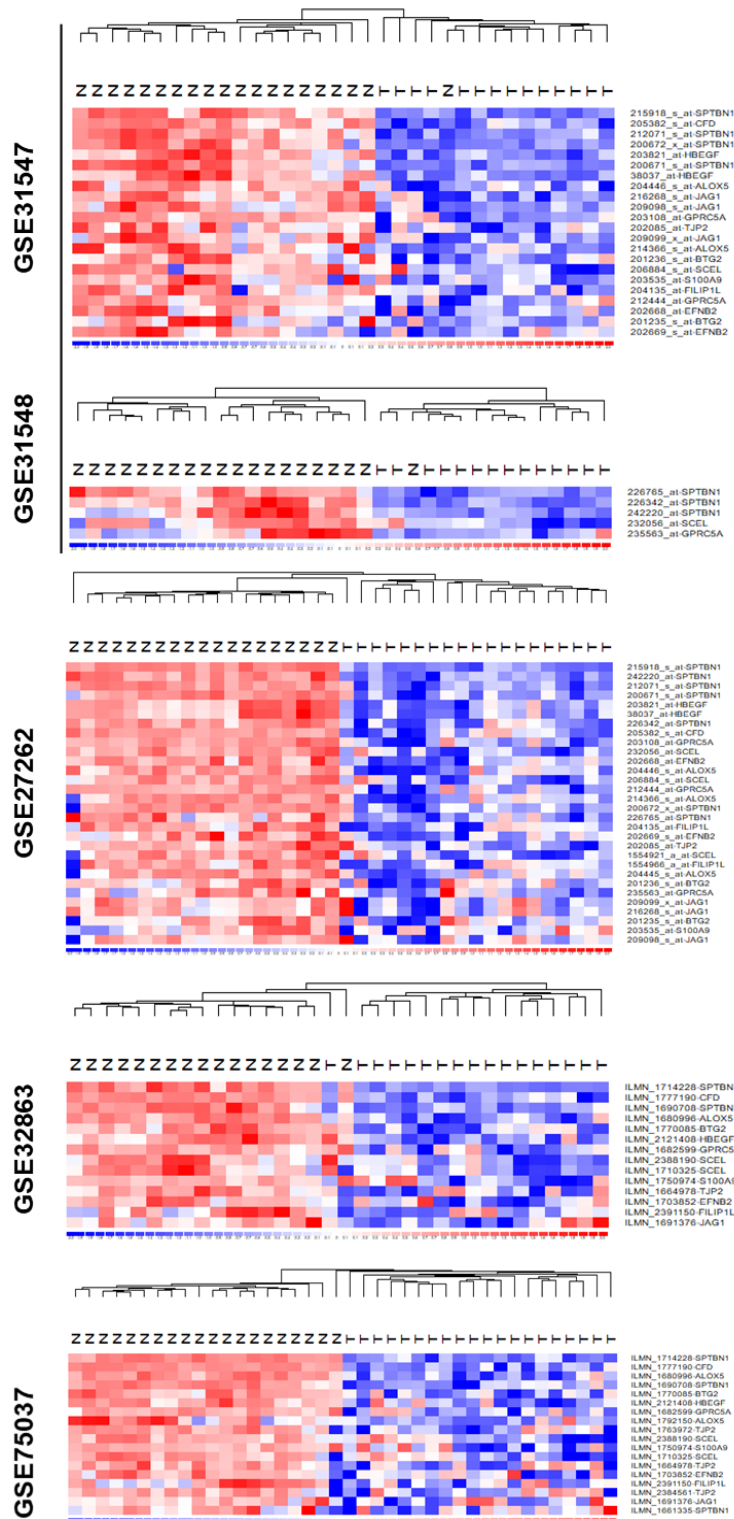 GSE31547
N N N N N N N N N N N N N N N N N N N T T T T N T T T T T T T T T T
215918_s_at-SPTBN1
205382_at-CFD
212071_s_at-SPTBN1
200672_x_at-SPTBN1
203821_at-HBEGF
200671_s_at-SPTBN1
38037_at-HBEGF
204446_s_at-ALOX5
216268_s_at-JAG1
209098_s_at-JAG1
203108_at-GPRC5A
202085_at-TJP2
209099_x_at-JAG1
214366_s_at-ALOX5
201236_s_at-BTG2
206884_s_at-SCEL
203535_at-S100A9
204135_at-FILIP1L
212444_at-GPRC5A
202668_at-EFNB2
201235_s_at-BTG2
202669_s_at-EFNB2
GSE31548
N N N N N N N N N N N N N N N N N N N T T N T T T T T T T T T T T T
226765_at-SPTBN1
226342_at-SPTBN1
242220_at-SPTBN1
232056_at-SCEL
235563_at-GPRC5A
GSE27262
N N N N N N N N N N N N N N N N N N N T T T T T T T T T T T T T T T T T T T
215918_s_at-SPTBN1
242220_at-SPTBN1
212071_s_at-SPTBN1
200671_s_at-SPTBN1
203821_at-HBEGF
38037_at-HBEGF
226342_at-SPTBN1
205382_s_at-CFD
203108_at-GPRC5A
232056_at-SCEL
202668_at-EFNB2
204446_s_at-ALOX5
206884_s_at-SCEL
212444_at-GPRC5A
214366_s_at-ALOX5
200672_x_at-SPTBN1
226765_at-SPTBN1
204135_at-FILIP1L
202669_s_at-EFNB2
202085_at-TJP2
1554921_a_at-SCEL
1554966_a_at-FILIP1L
204445_s_at-ALOX5
201236_s_at-BTG2
235563_at-GPRC5A
209099_x_at-JAG1
216268_s_at-JAG1
201235_s_at-BTG2
203535_at-S100A9
209098_s_at-JAG1
GSE32863
N N N N N N N N N N N N N N N N T N T T T T T T T T T T T T T T T T
ILMN_1714228-SPTBN
ILMN_1777190-CFD
ILMN_1690708-SPTBN
ILMN_1680996-ALOX5
ILMN_1770085-BTG2
ILMN_2121408-HBEGF
ILMN_1682599-GPRC5
ILMN_2388190-SCEL
ILMN_1710325-SCEL
ILMN_1750974-S100A9
ILMN_1664978-TJP2
ILMN_1703852-EFNB2
ILMN_2391150-FILIP1L
ILMN_1691376-JAG1
GSE75037
N N N N N N N N N N N N N N N N N N N N T T T T T T T T T T T T T T T T T T T T
ILMN_1714228-SPTBN1
ILMN_1777190-CFD
ILMN_1680996-ALOX5
ILMN_1690708-SPTBN1
ILMN_1770085-BTG2
ILMN_2121408-HBEGF
ILMN_1682599-GPRC5A
ILMN_1792150-ALOX5
ILMN_1763972-TJP2
ILMN_2388190-SCEL
ILMN_1750974-S100A9
ILMN_1710325-SCEL
ILMN_1664978-TJP2
ILMN_1703852-EFNB2
ILMN_2391150-FILIP1L
ILMN_2384561-TJP2
ILMN_1691376-JAG1
ILMN_1661335-SPTBN1